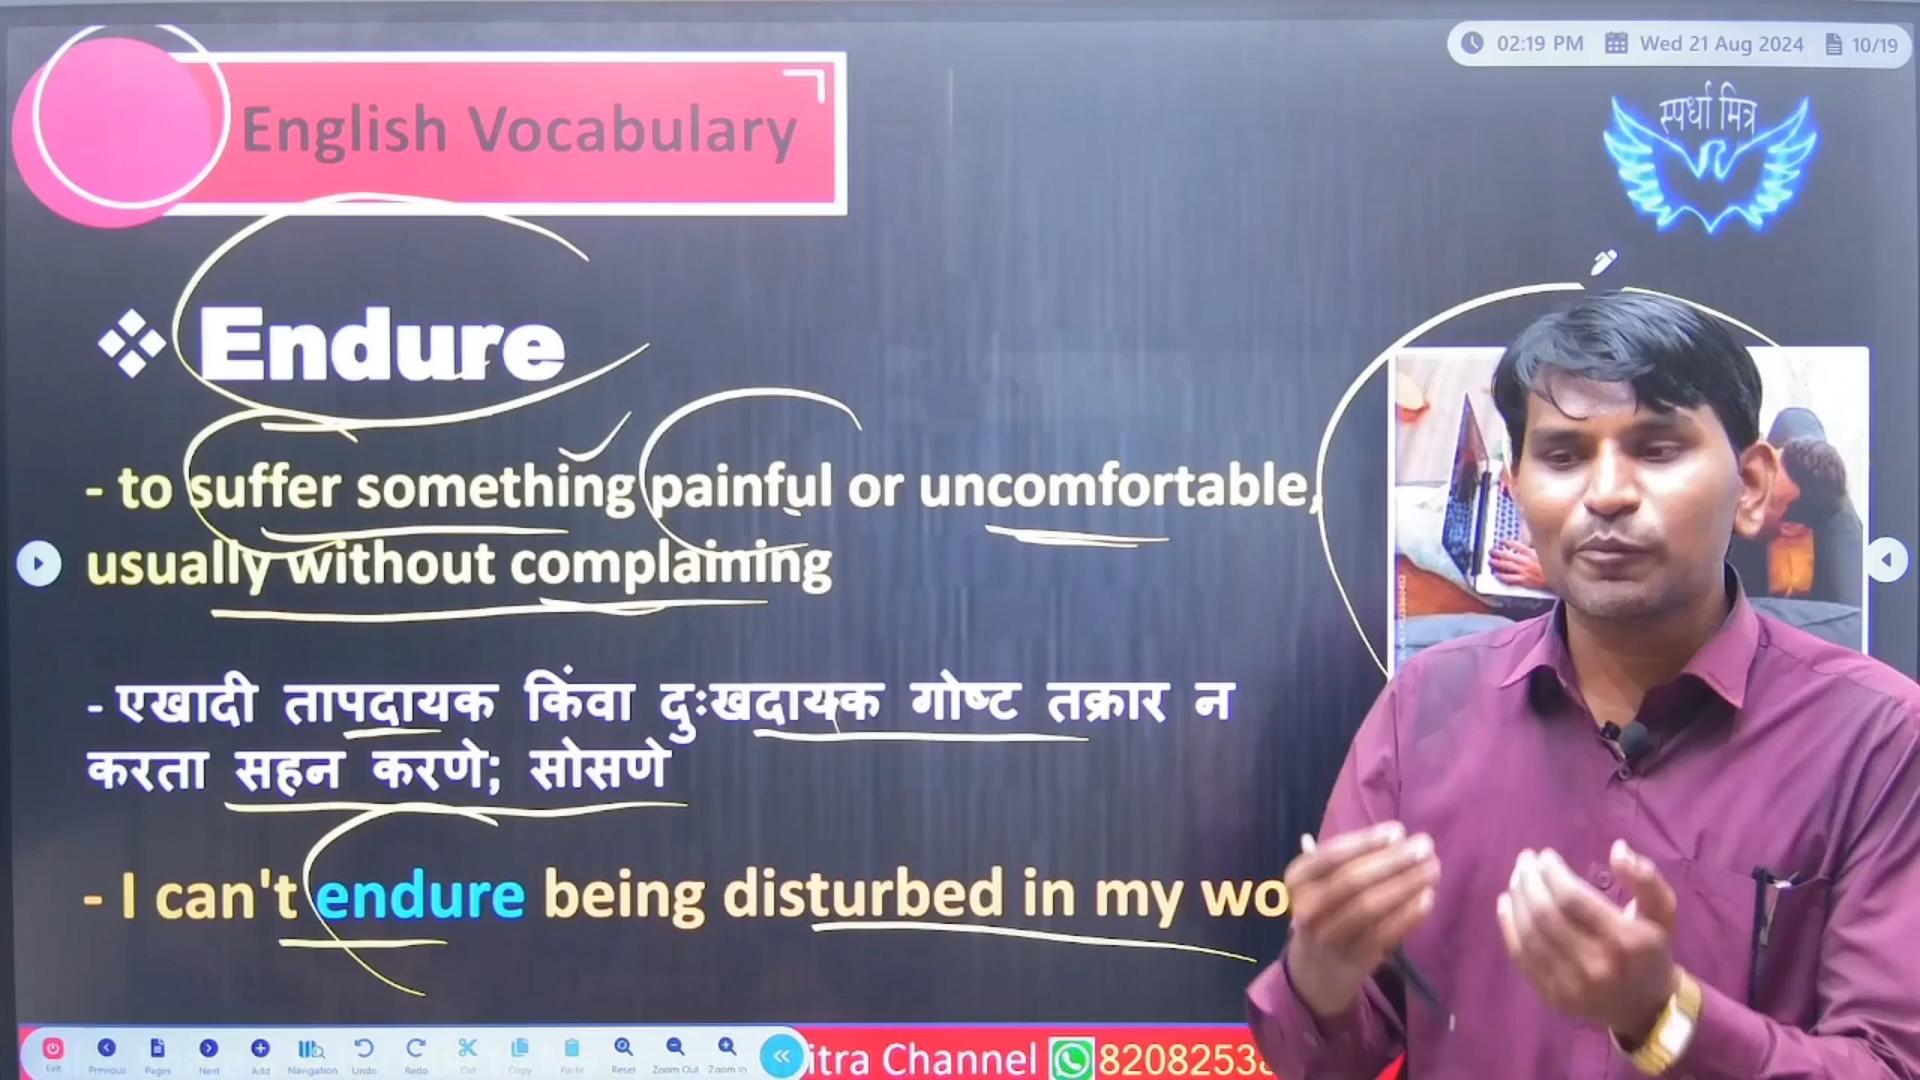 02:19 PM Wed 21 Aug 2024 10/19
स्पर्धा मित्र
English Vocabulary
Endure
- to suffer something painful or uncomfortable,
usually without complaining
- एखादी तापदायक किंवा दुःखदायक गोष्ट तक्रार न
करता सहन करणे; सोसणे
- I can't endure being disturbed in my wo
Exit Previous Pages Next Add Navigation Undo Redo Cut Copy Paste Reset Zoom Out Zoom In
itra Channel 8208253